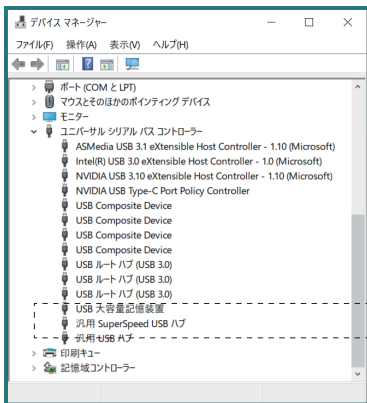 デバイス マネージャー
ファイル(F) 操作(A) 表示(V) ヘルプ(H)
ポート (COM と LPT)
マウスとそのほかのポインティング デバイス
モニター
ユニバーサル シリアル バス コントローラー
ASMedia USB 3.1 eXtensible Host Controller - 1.10 (Microsoft)
Intel(R) USB 3.0 eXtensible Host Controller - 1.0 (Microsoft)
NVIDIA USB 3.10 eXtensible Host Controller - 1.10 (Microsoft)
NVIDIA USB Type-C Port Policy Controller
USB Composite Device
USB Composite Device
USB Composite Device
USB Composite Device
USB ルート ハブ (USB 3.0)
USB ルート ハブ (USB 3.0)
USB ルート ハブ (USB 3.0)
USB 大容量記憶装置
汎用 SuperSpeed USB ハブ
汎用 USB ハブ
印刷キュー
記憶域コントローラー